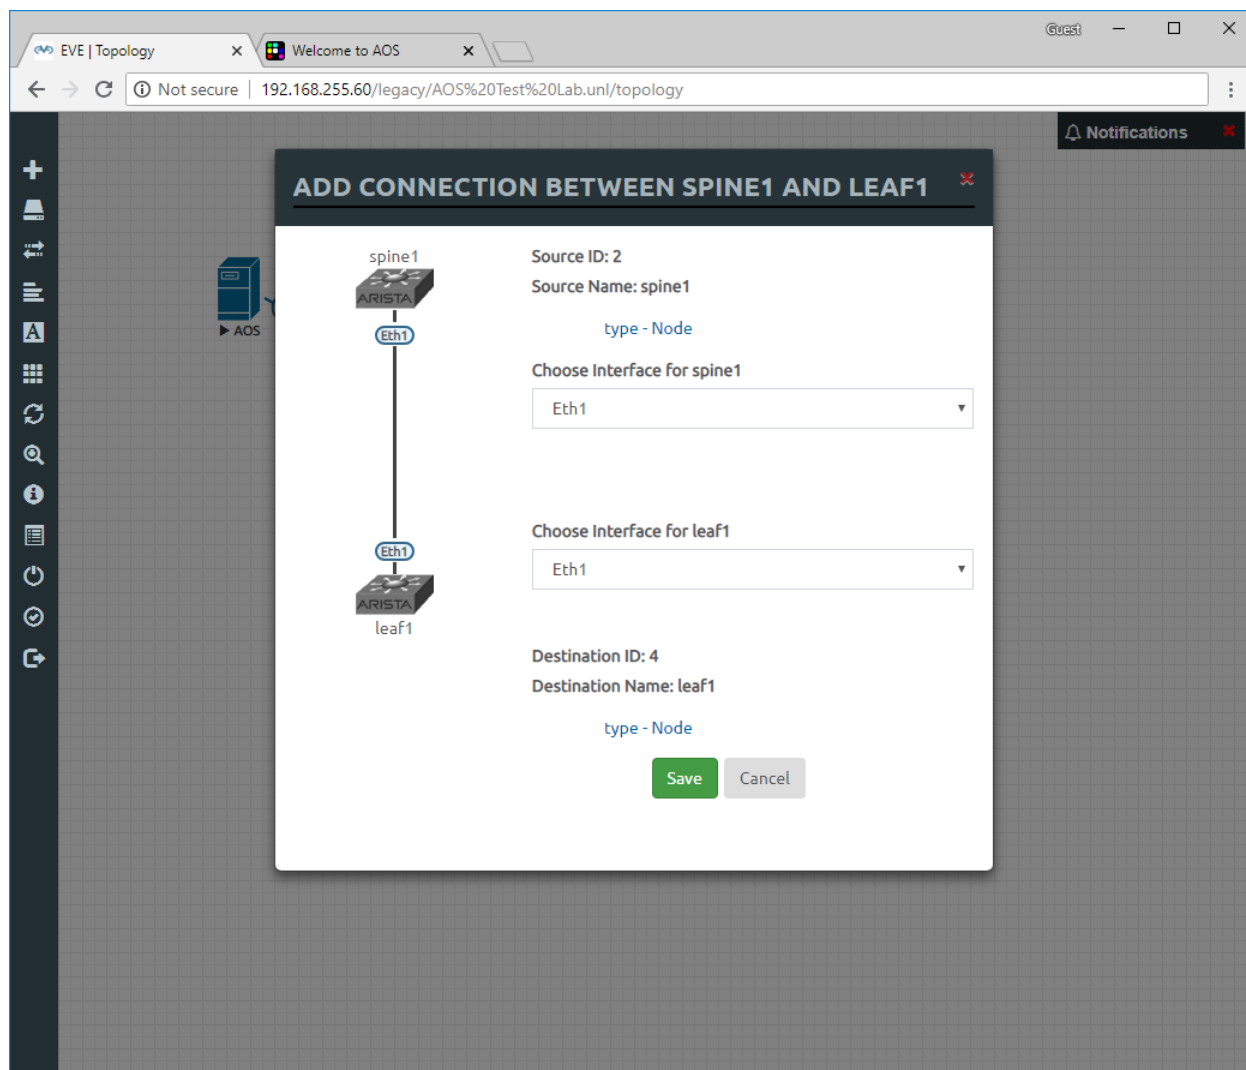 Guest
EVE | Topology
Welcome to AOS
Not secure | 192.168.255.60/legacy/AOS%20Test%20Lab.unl/topology
Notifications
ADD CONNECTION BETWEEN SPINE1 AND LEAF1
spine1
ARISTA
Eth1
Eth1
ARISTA
leaf1
Source ID: 2
Source Name: spine1
type - Node
Choose Interface for spine1
Eth1
Choose Interface for leaf1
Eth1
Destination ID: 4
Destination Name: leaf1
type - Node
Save
Cancel
AOS
A